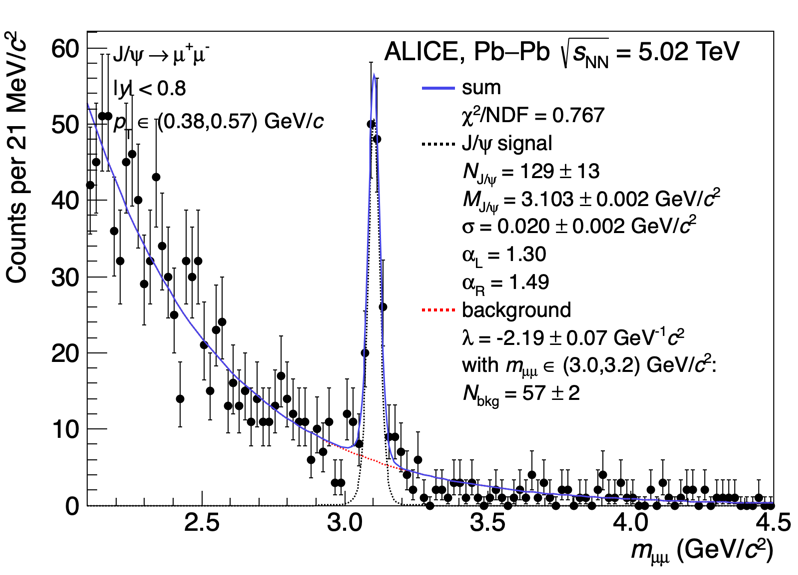 Counts per 21 MeV/c²
60
50
40
30
20
10
0
J/ψ → μ⁺μ⁻
|y| < 0.8
p_T ∈ (0.38,0.57) GeV/c
ALICE, Pb–Pb √s_NN = 5.02 TeV
sum
χ²/NDF = 0.767
J/ψ signal
N_J/ψ = 129 ± 13
M_J/ψ = 3.103 ± 0.002 GeV/c²
σ = 0.020 ± 0.002 GeV/c²
α_L = 1.30
α_R = 1.49
background
λ = -2.19 ± 0.07 GeV⁻¹c²
with m_μμ ∈ (3.0,3.2) GeV/c²:
N_bkg = 57 ± 2
2.5 3.0 3.5 4.0 4.5
m_μμ (GeV/c²)